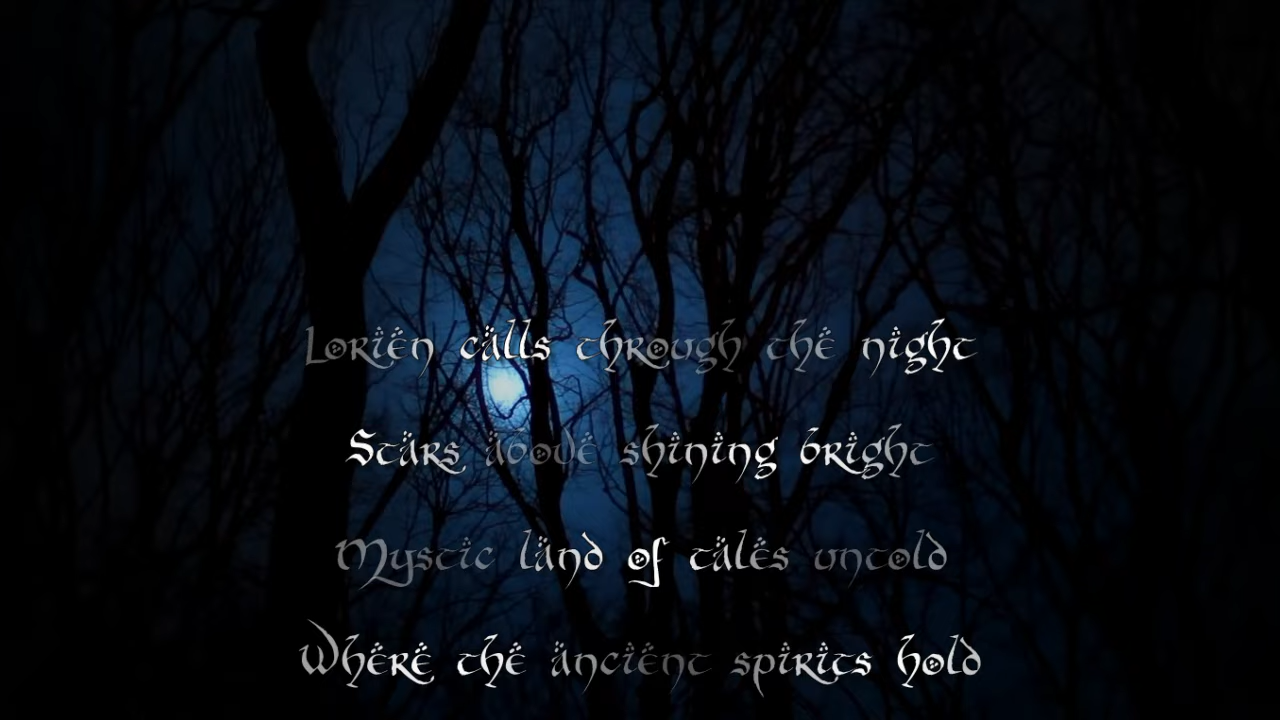 Lorien calls through the night
Stars above shining bright
Mystic land of tales untold
Where the ancient spirits hold